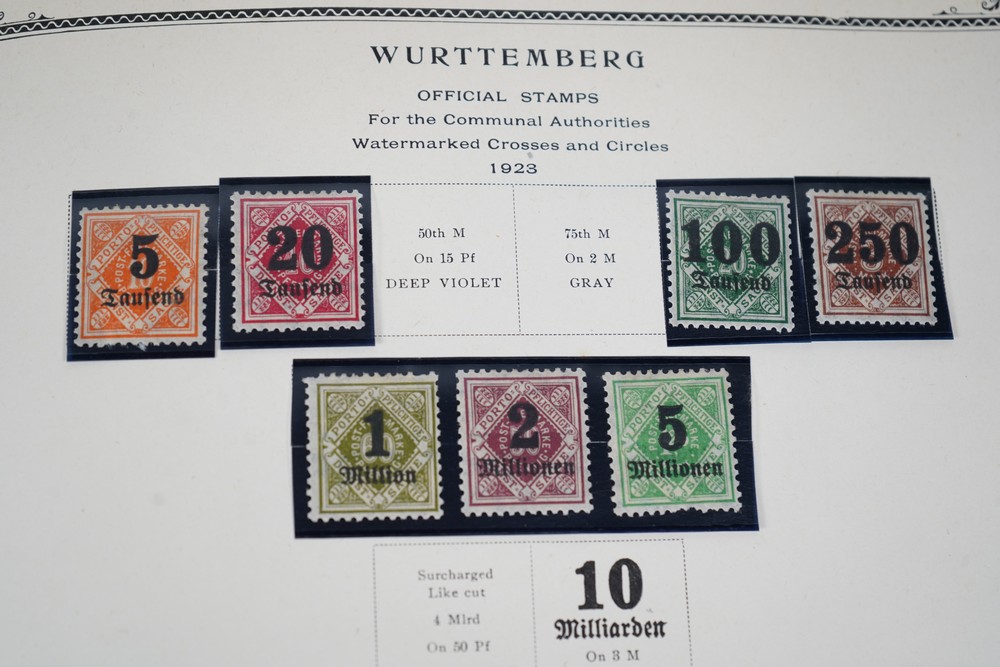 WURTTEMBERG
OFFICIAL STAMPS
For the Communal Authorities
Watermarked Crosses and Circles
1923
5
Tausend
20
Tausend
50th M
On 15 Pf
DEEP VIOLET
75th M
On 2 M
GRAY
100
Tausend
250
Tausend
1
Million
2
Millionen
5
Millionen
Surcharged
Like cut
4 Mlrd
On 50 Pf
10
Milliarden
On 3 M